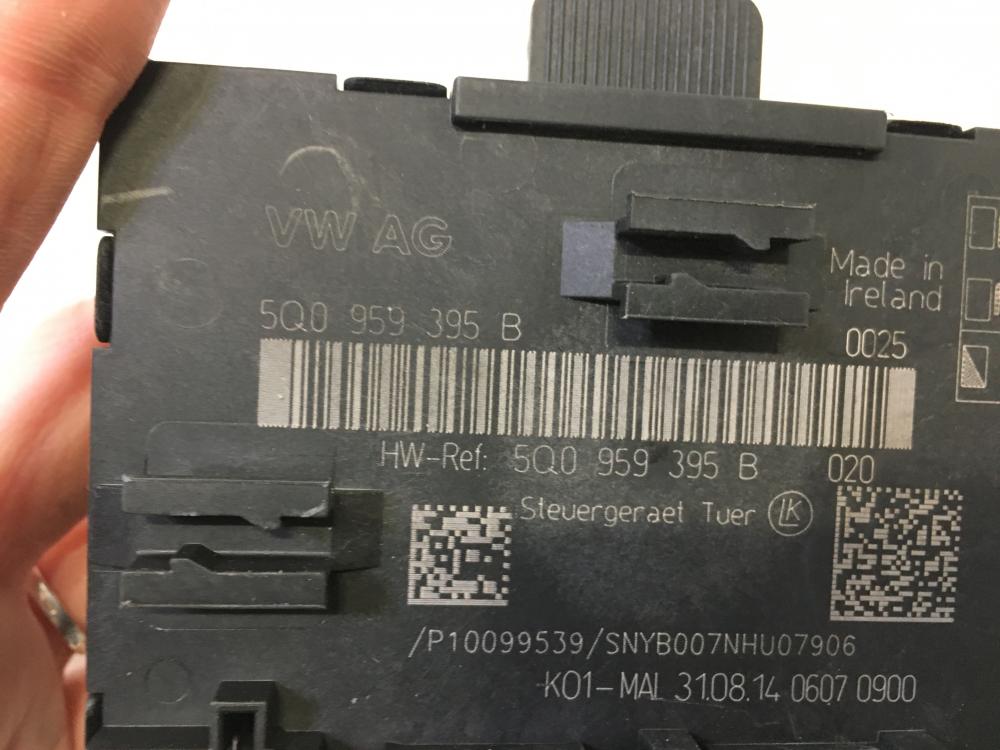 VW AG
Made in
Ireland
5Q0 959 395 B
0025
HW-Ref: 5Q0 959 395 B 020
Steuergeraet Tuer LK
/P10099539/SNYB007NHU07906
K01-MAL 31.08.14 0607 0900